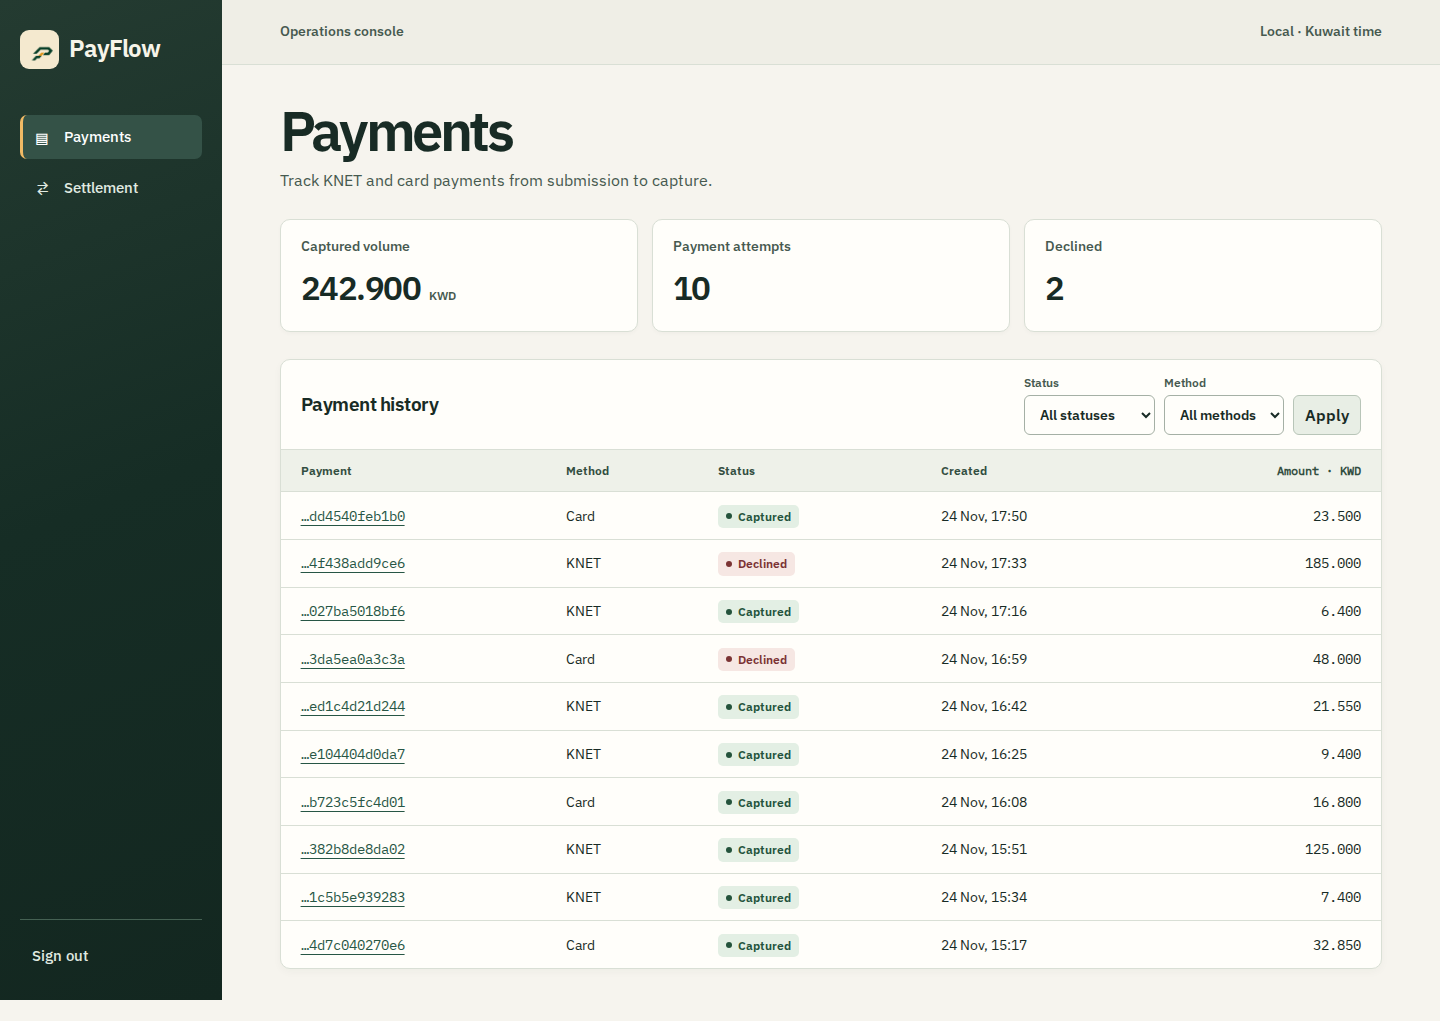 PayFlow
Payments
Settlement
Sign out
Operations console
Local · Kuwait time
Payments
Track KNET and card payments from submission to capture.
Captured volume
242.900 KWD
Payment attempts
10
Declined
2
Payment history
Status
All statuses
Method
All methods
Apply
Payment Method Status Created Amount · KWD
…dd4540feb1b0 Card Captured 24 Nov, 17:50 23.500
…4f438add9ce6 KNET Declined 24 Nov, 17:33 185.000
…027ba5018bf6 KNET Captured 24 Nov, 17:16 6.400
…3da5ea0a3c3a Card Declined 24 Nov, 16:59 48.000
…ed1c4d21d244 KNET Captured 24 Nov, 16:42 21.550
…e104404d0da7 KNET Captured 24 Nov, 16:25 9.400
…b723c5fc4d01 Card Captured 24 Nov, 16:08 16.800
…382b8de8da02 KNET Captured 24 Nov, 15:51 125.000
…1c5b5e939283 KNET Captured 24 Nov, 15:34 7.400
…4d7c040270e6 Card Captured 24 Nov, 15:17 32.850